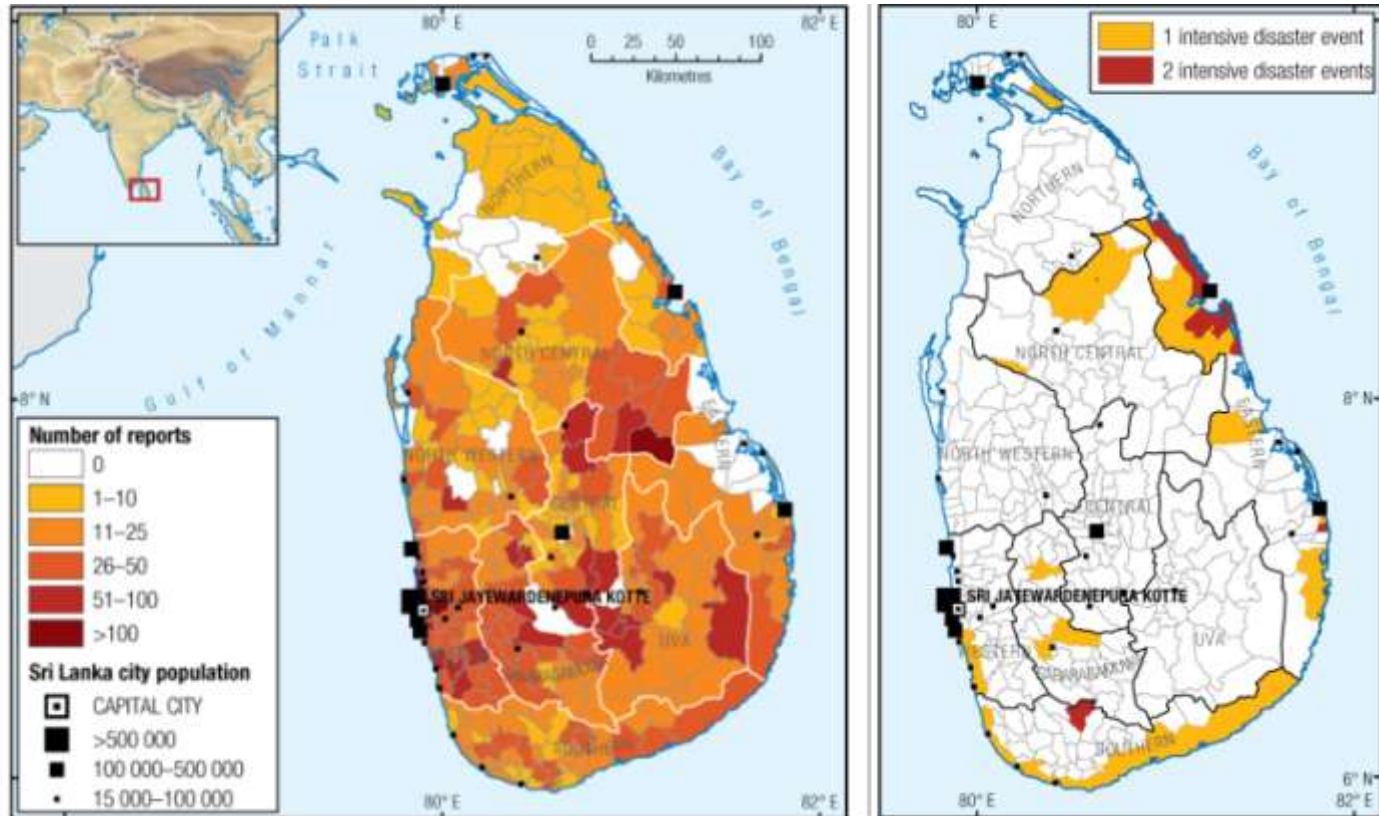 80 E
82 E
Palk
Strait
0 25 50 100
Kilometres
Bay of Bengal
Gulf of Mannar
NORTHERN
NORTH CENTRAL
8° N
NORTH WESTERN
EASTERN
CENTRAL
SRI JAYEWARDENEPURA KOTTE
UVA
SABARAGAMUWA
SOUTHERN
80° E
82° E
Number of reports
0
1–10
11–25
26–50
51–100
>100
Sri Lanka city population
CAPITAL CITY
>500 000
100 000–500 000
15 000–100 000
80 E
1 intensive disaster event
2 intensive disaster events
Bay of Bengal
NORTHERN
NORTH CENTRAL
8° N
NORTH WESTERN
EASTERN
CENTRAL
SRI JAYEWARDENEPURA KOTTE
WESTERN
UVA
SABARAGAMUWA
SOUTHERN
6° N
80° E
82° E